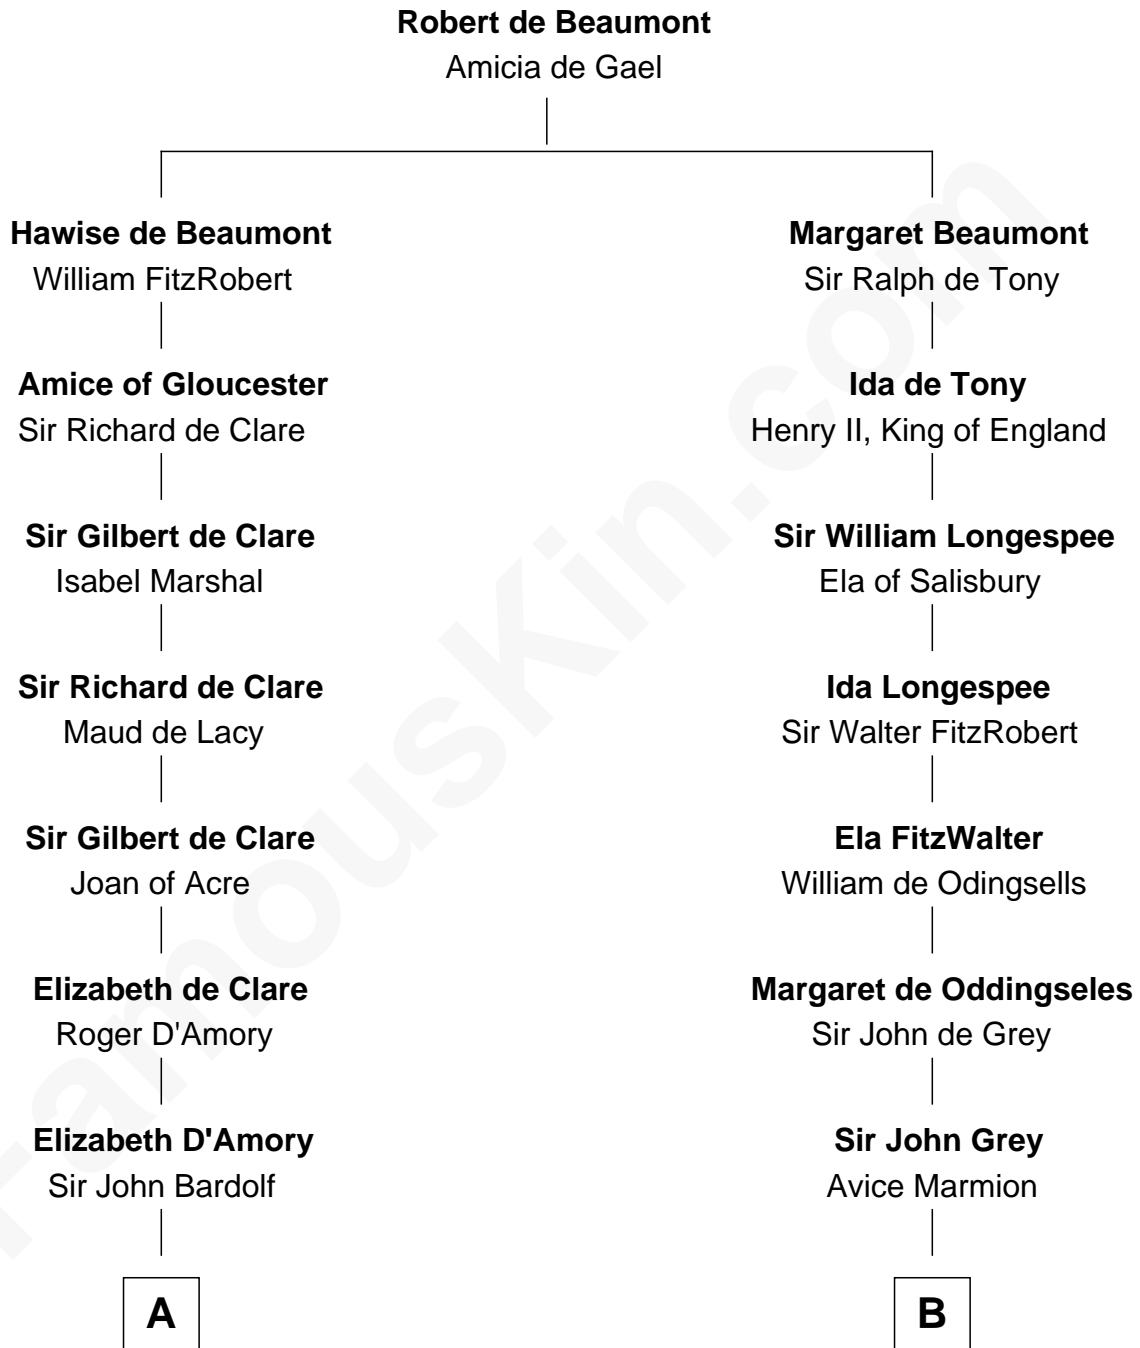 Robert de Beaumont
Amicia de Gael
Hawise de Beaumont
William FitzRobert
Margaret Beaumont
Sir Ralph de Tony
Amice of Gloucester
Sir Richard de Clare
Ida de Tony
Henry II, King of England
Sir Gilbert de Clare
Isabel Marshal
Sir William Longespee
Ela of Salisbury
Sir Richard de Clare
Maud de Lacy
Ida Longespee
Sir Walter FitzRobert
Sir Gilbert de Clare
Joan of Acre
Ela FitzWalter
William de Odingsells
Elizabeth de Clare
Roger D'Amory
Margaret de Oddingseles
Sir John de Grey
Elizabeth D'Amory
Sir John Bardolf
Sir John Grey
Avice Marmion
A
B
FamousKin.com